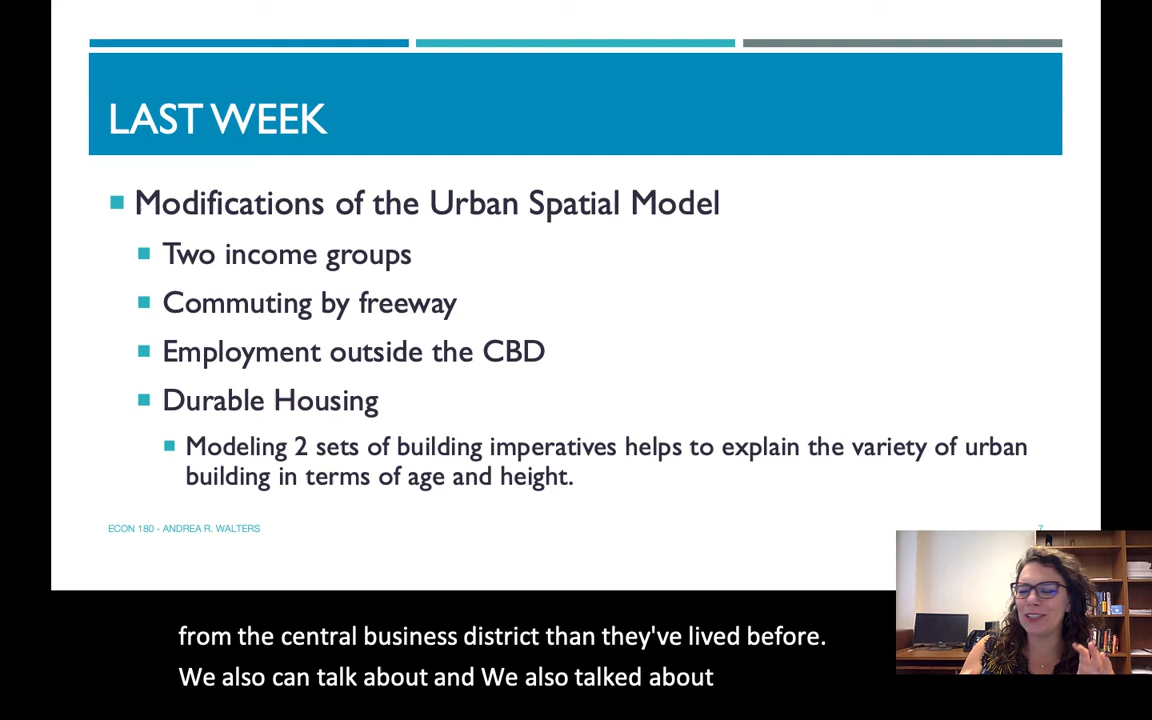 LAST WEEK
Modifications of the Urban Spatial Model
Two income groups
Commuting by freeway
Employment outside the CBD
Durable Housing
Modeling 2 sets of building imperatives helps to explain the variety of urban
building in terms of age and height.
ECON 180 - ANDREA R. WALTERS
7
from the central business district than they've lived before.
We also can talk about and We also talked about